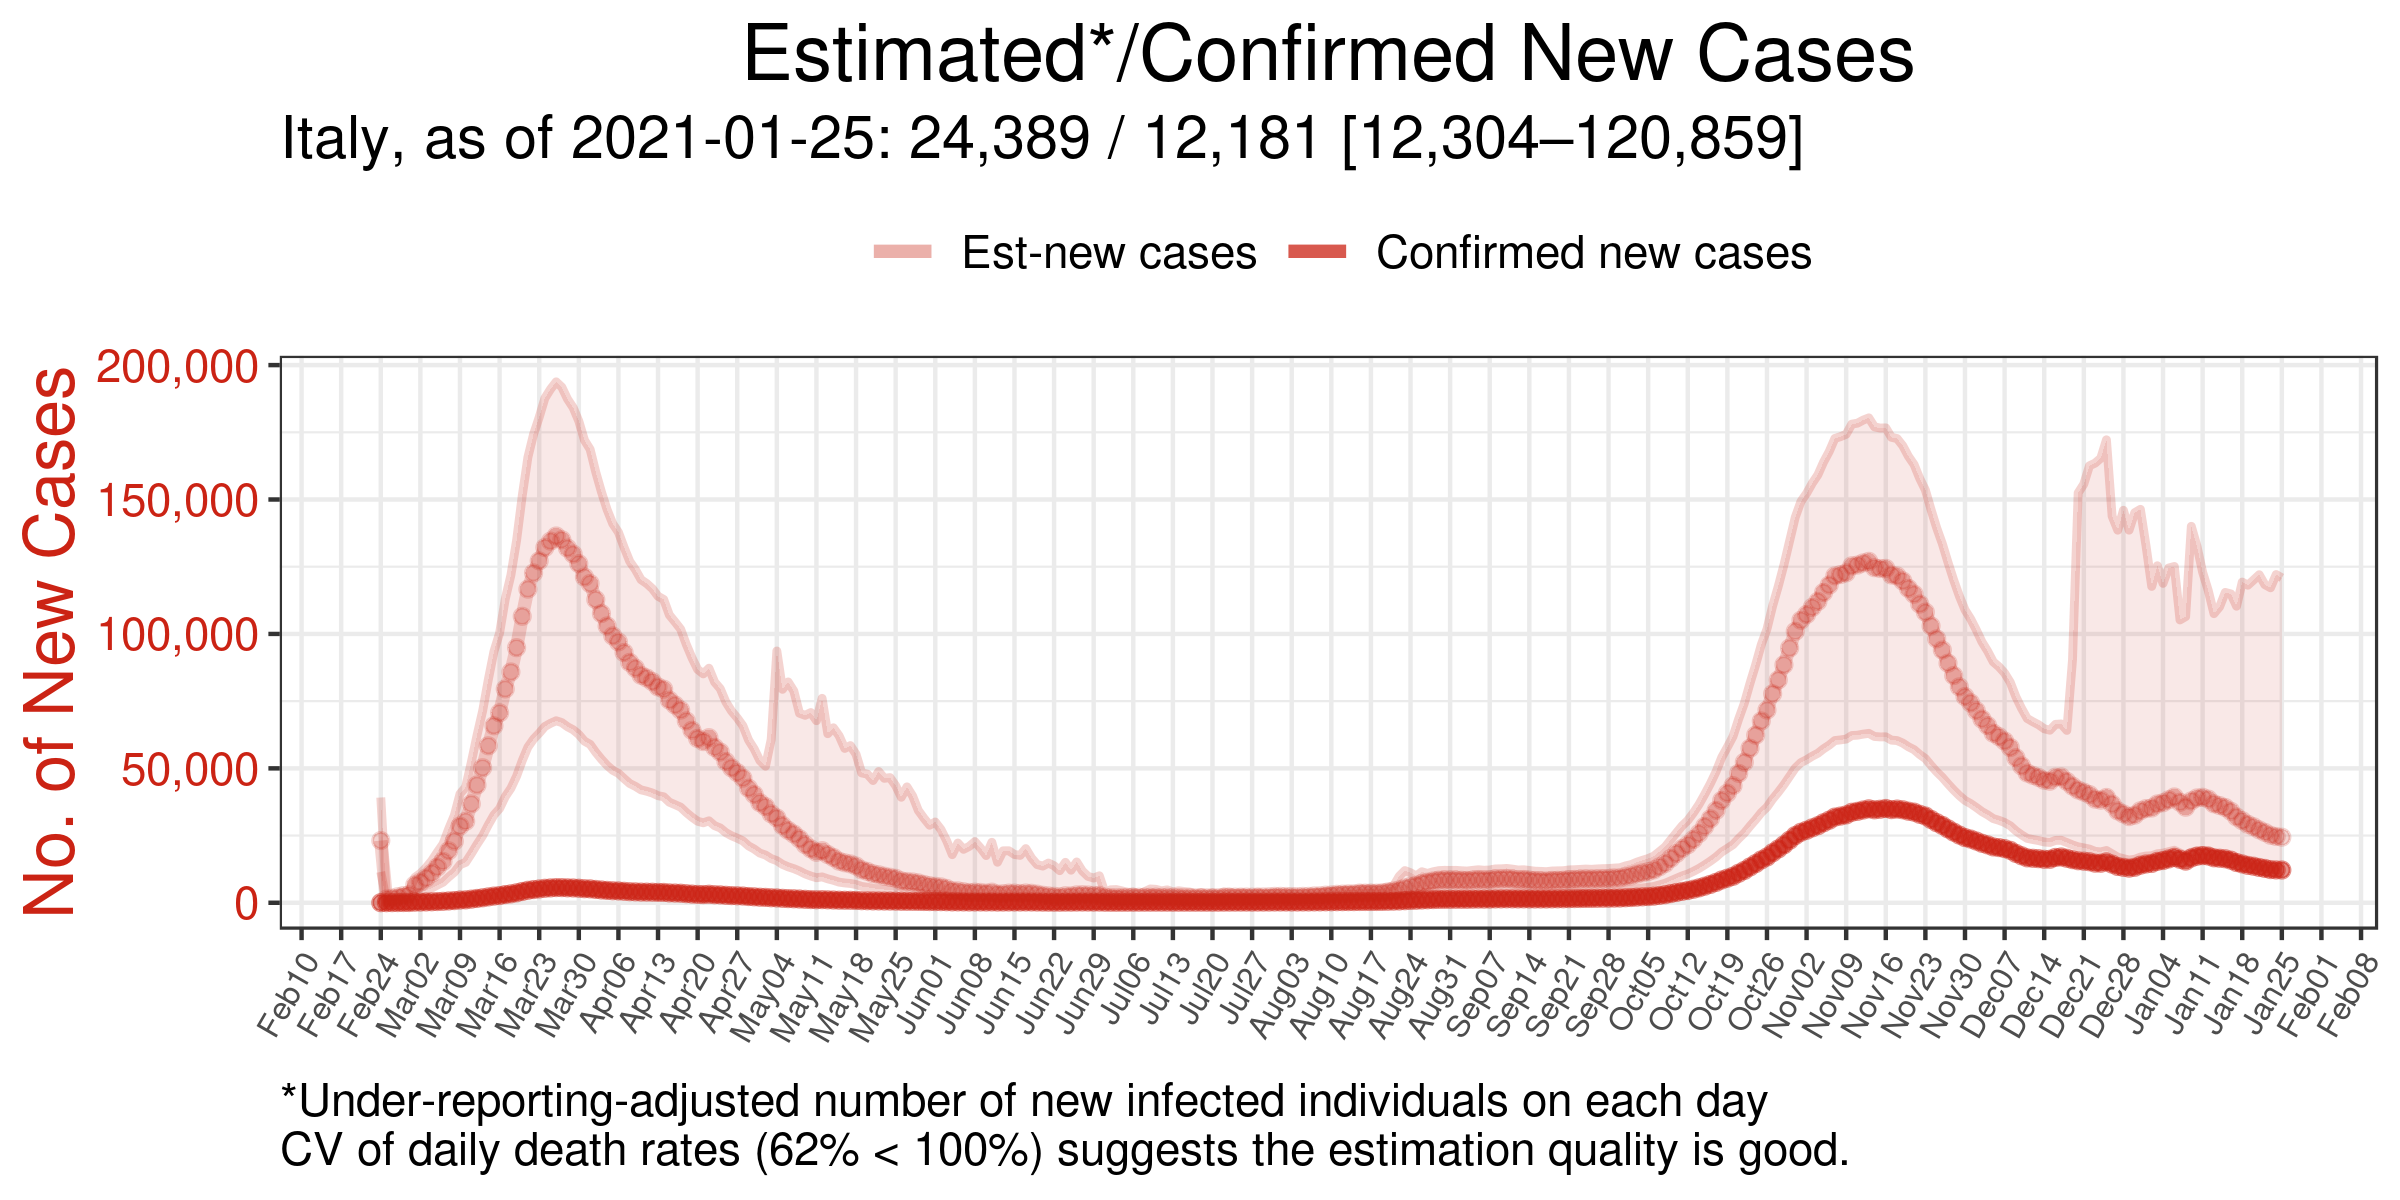 Estimated*/Confirmed New Cases
Italy, as of 2021-01-25: 24,389 / 12,181 [12,304–120,859]
Est-new cases
Confirmed new cases
No. of New Cases
200,000
150,000
100,000
50,000
0
Feb10
Feb17
Feb24
Mar02
Mar09
Mar16
Mar23
Mar30
Apr06
Apr13
Apr20
Apr27
May04
May11
May18
May25
Jun01
Jun08
Jun15
Jun22
Jun29
Jul06
Jul13
Jul20
Jul27
Aug03
Aug10
Aug17
Aug24
Aug31
Sep07
Sep14
Sep21
Sep28
Oct05
Oct12
Oct19
Oct26
Nov02
Nov09
Nov16
Nov23
Nov30
Dec07
Dec14
Dec21
Dec28
Jan04
Jan11
Jan18
Jan25
Feb01
Feb08
*Under-reporting-adjusted number of new infected individuals on each day
CV of daily death rates (62% < 100%) suggests the estimation quality is good.